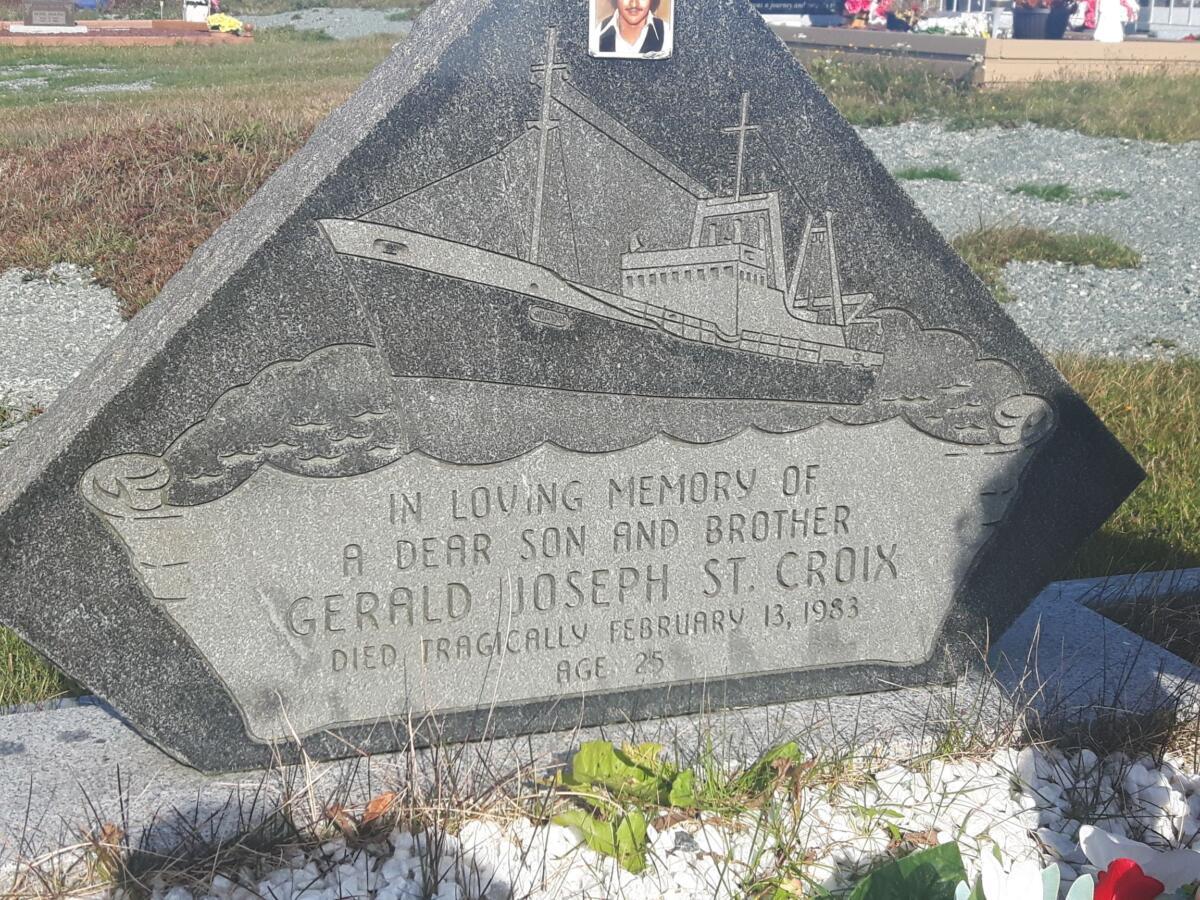 IN LOVING MEMORY OF
A DEAR SON AND BROTHER
GERALD JOSEPH ST. CROIX
DIED TRAGICALLY FEBRUARY 13, 1983
AGE 25